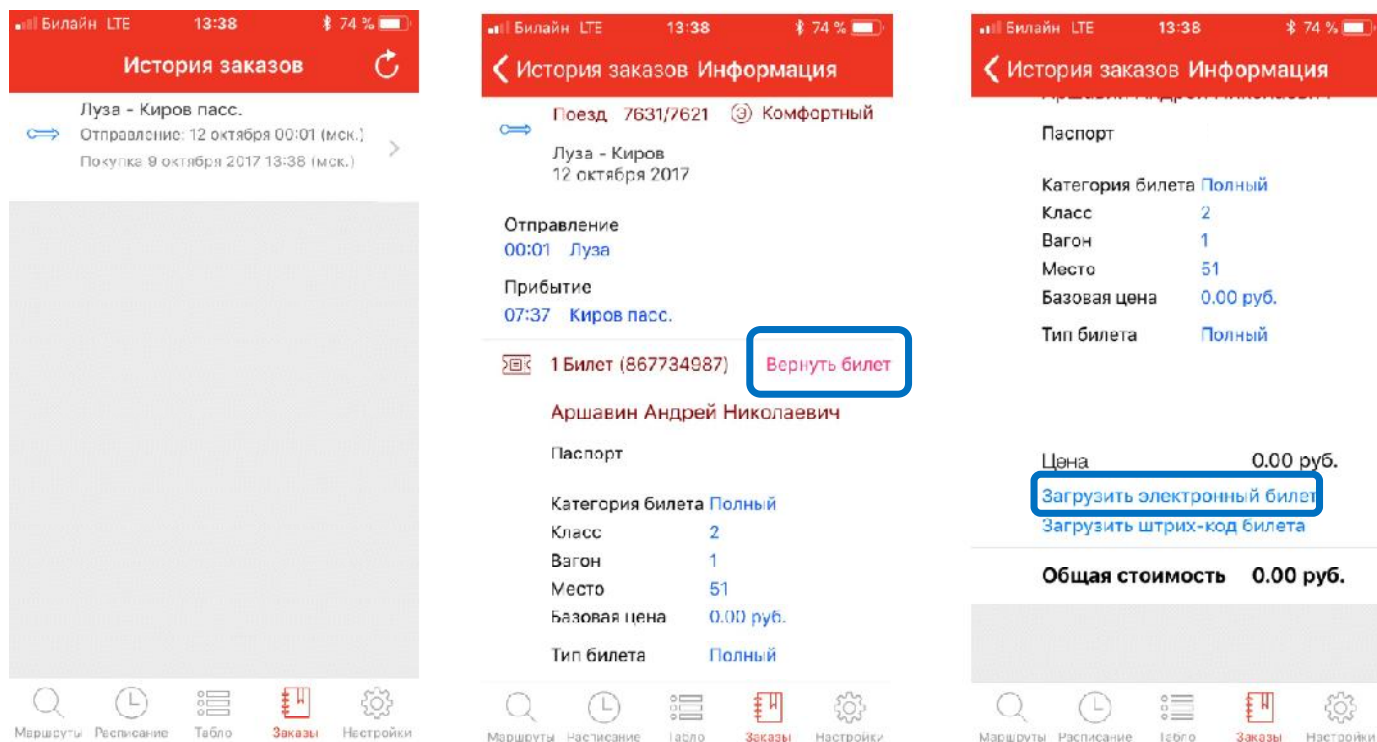 Билайн LTE 13:38 74 %
История заказов
Луза - Киров пасс.
Отправление: 12 октября 00:01 (мск.)
Покупка 9 октября 2017 13:38 (мск.)
Маршруты Расписание Табло Заказы Настройки
Билайн LTE 13:38 74 %
История заказов Информация
Поезд 7631/7621 Э Комфортный
Луза - Киров
12 октября 2017
Отправление
00:01 Луза
Прибытие
07:37 Киров пасс.
1 Билет (867734987) Вернуть билет
Аршавин Андрей Николаевич
Паспорт
Категория билета Полный
Класс 2
Вагон 1
Место 51
Базовая цена 0.00 руб.
Тип билета Полный
Маршруты Расписание Табло Заказы Настройки
Билайн LTE 13:38 74 %
История заказов Информация
Аршавин Андрей Николаевич
Паспорт
Категория билета Полный
Класс 2
Вагон 1
Место 51
Базовая цена 0.00 руб.
Тип билета Полный
Цена 0.00 руб.
Загрузить электронный билет
Загрузить штрих-код билета
Общая стоимость 0.00 руб.
Маршруты Расписание Табло Заказы Настройки